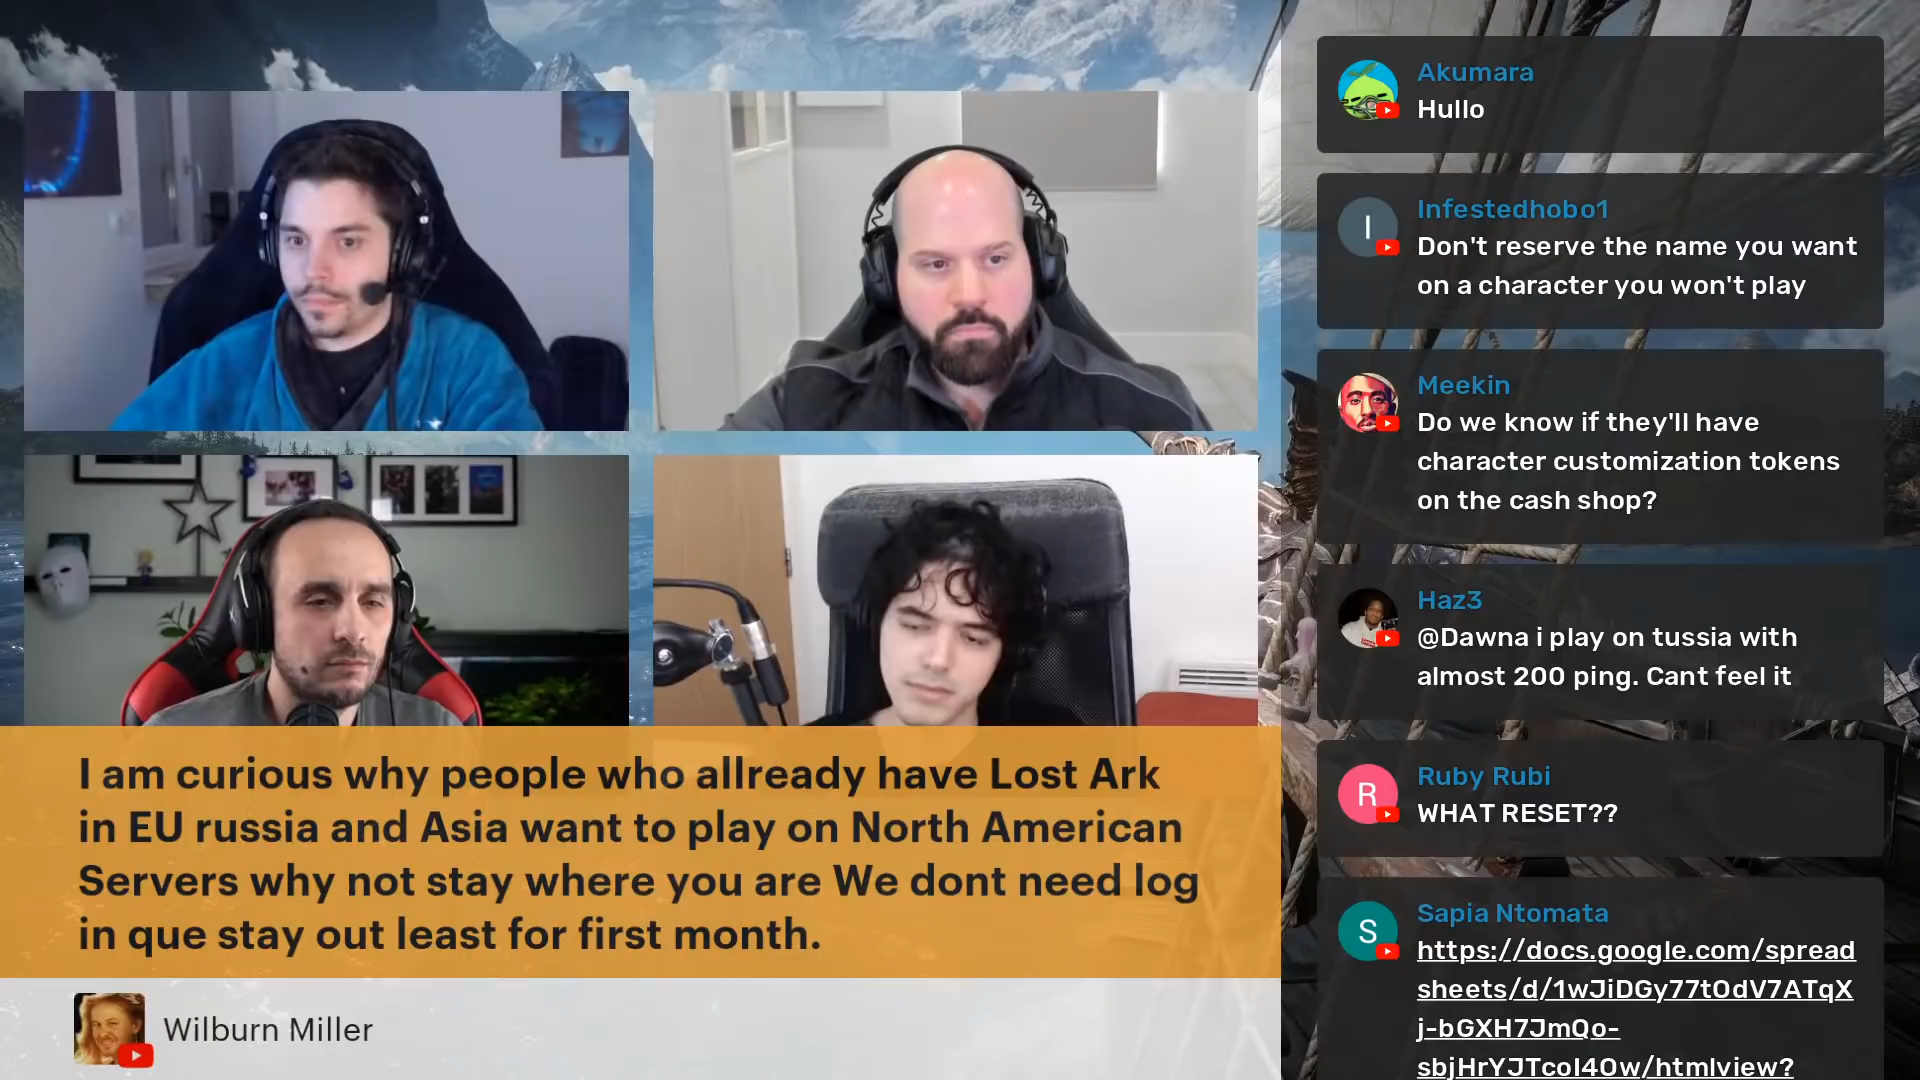 I am curious why people who allready have Lost Ark
in EU russia and Asia want to play on North American
Servers why not stay where you are We dont need log
in que stay out least for first month.
Wilburn Miller
Akumara
Hullo
I
Infestedhobo1
Don't reserve the name you want
on a character you won't play
Meekin
Do we know if they'll have
character customization tokens
on the cash shop?
Haz3
@Dawna i play on tussia with
almost 200 ping. Cant feel it
R
Ruby Rubi
WHAT RESET??
S
Sapia Ntomata
https://docs.google.com/spread
sheets/d/1wJiDGy77tOdV7ATqX
j-bGXH7JmQo-
sbjHrYJTcoI4Ow/htmlview?